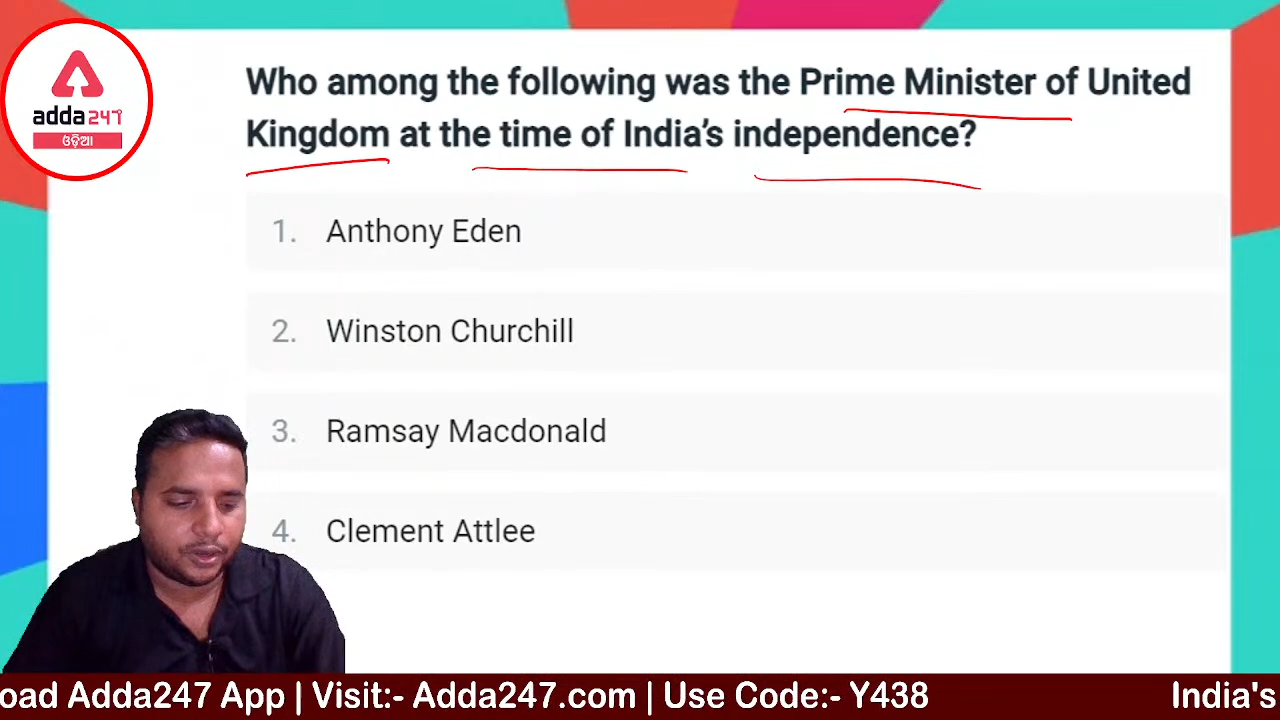 adda247
ଓଡ଼ିଆ
Who among the following was the Prime Minister of United
Kingdom at the time of India's independence?
1. Anthony Eden
2. Winston Churchill
3. Ramsay Macdonald
4. Clement Attlee
oad Adda247 App | Visit:- Adda247.com | Use Code:- Y438 India's